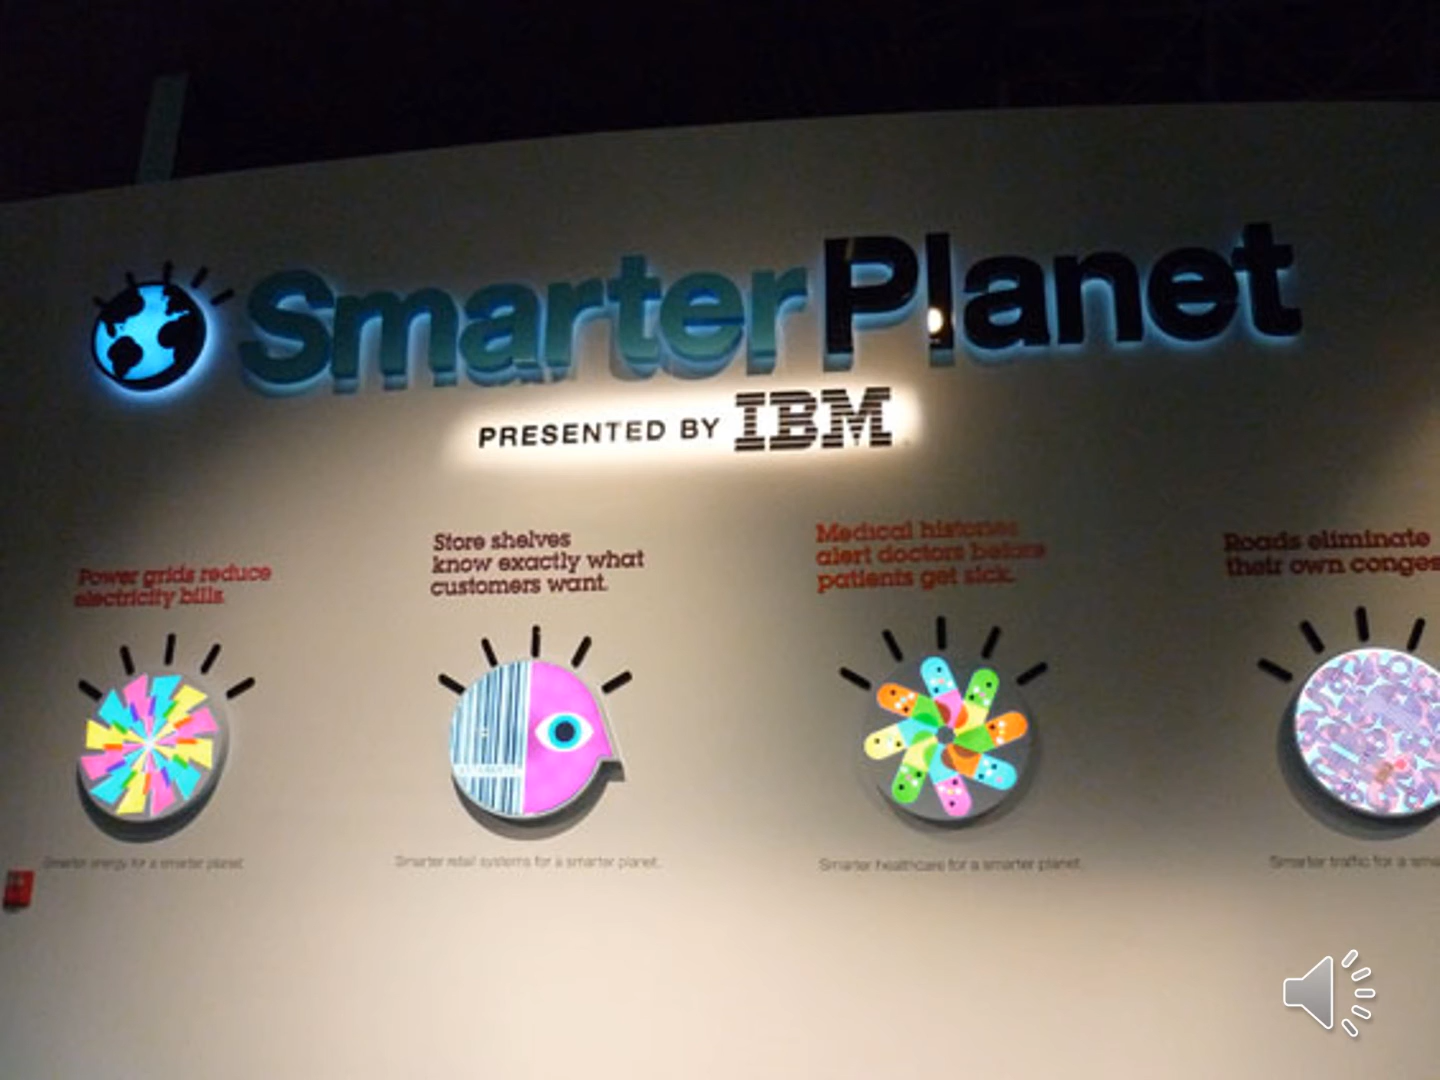 Smarter Planet
PRESENTED BY IBM
Power grids reduce
electricity bills.
Store shelves
know exactly what
customers want.
Medical histories
alert doctors before
patients get sick.
Roads eliminate
their own conges
Smarter energy for a smarter planet.
Smarter retail systems for a smarter planet.
Smarter healthcare for a smarter planet.
Smarter traffic for a sma